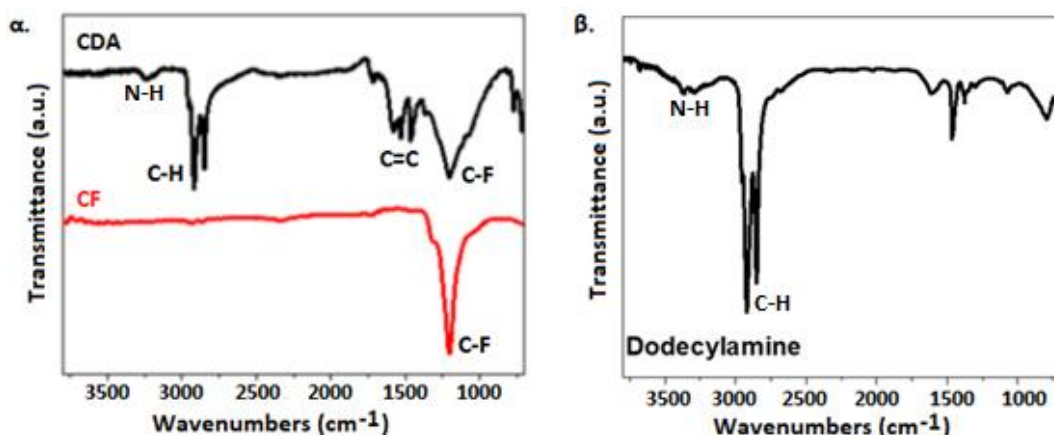 α.
CDA
N-H
C-H
C=C
C-F
CF
C-F
Transmittance (a.u.)
3500 3000 2500 2000 1500 1000
Wavenumbers (cm-1)
β.
N-H
C-H
Dodecylamine
Transmittance (a.u.)
3500 3000 2500 2000 1500 1000
Wavenumbers (cm-1)